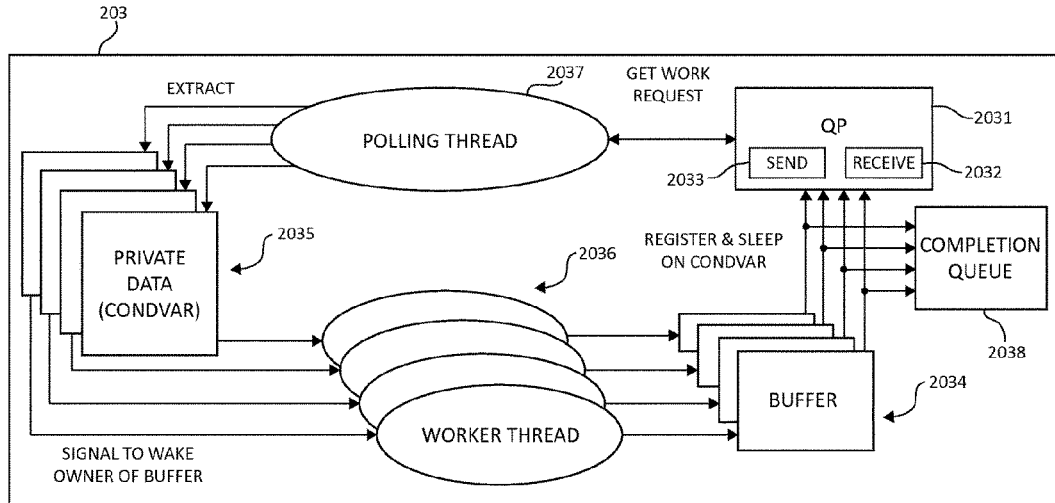 203
EXTRACT
2037
GET WORK
REQUEST
POLLING THREAD
2031
QP
SEND
RECEIVE
2033
2032
PRIVATE
DATA
(CONDVAR)
2035
2036
REGISTER & SLEEP
ON CONDVAR
COMPLETION
QUEUE
2038
BUFFER
2034
WORKER THREAD
SIGNAL TO WAKE
OWNER OF BUFFER